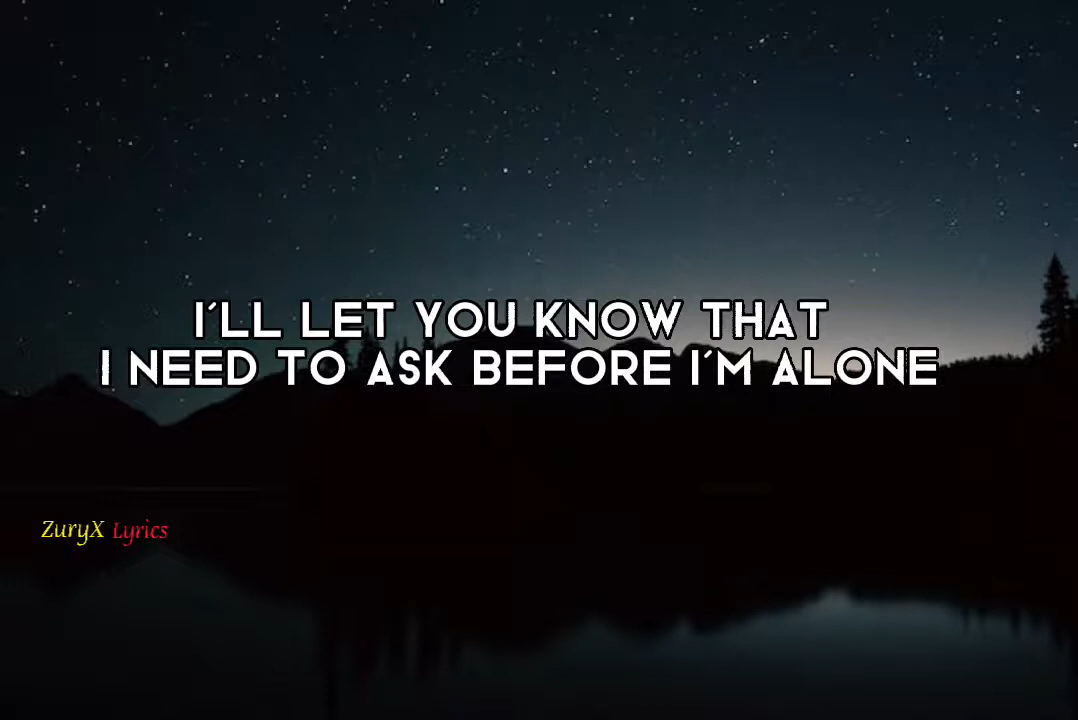 I'LL LET YOU KNOW THAT
I NEED TO ASK BEFORE I'M ALONE
ZuryX Lyrics